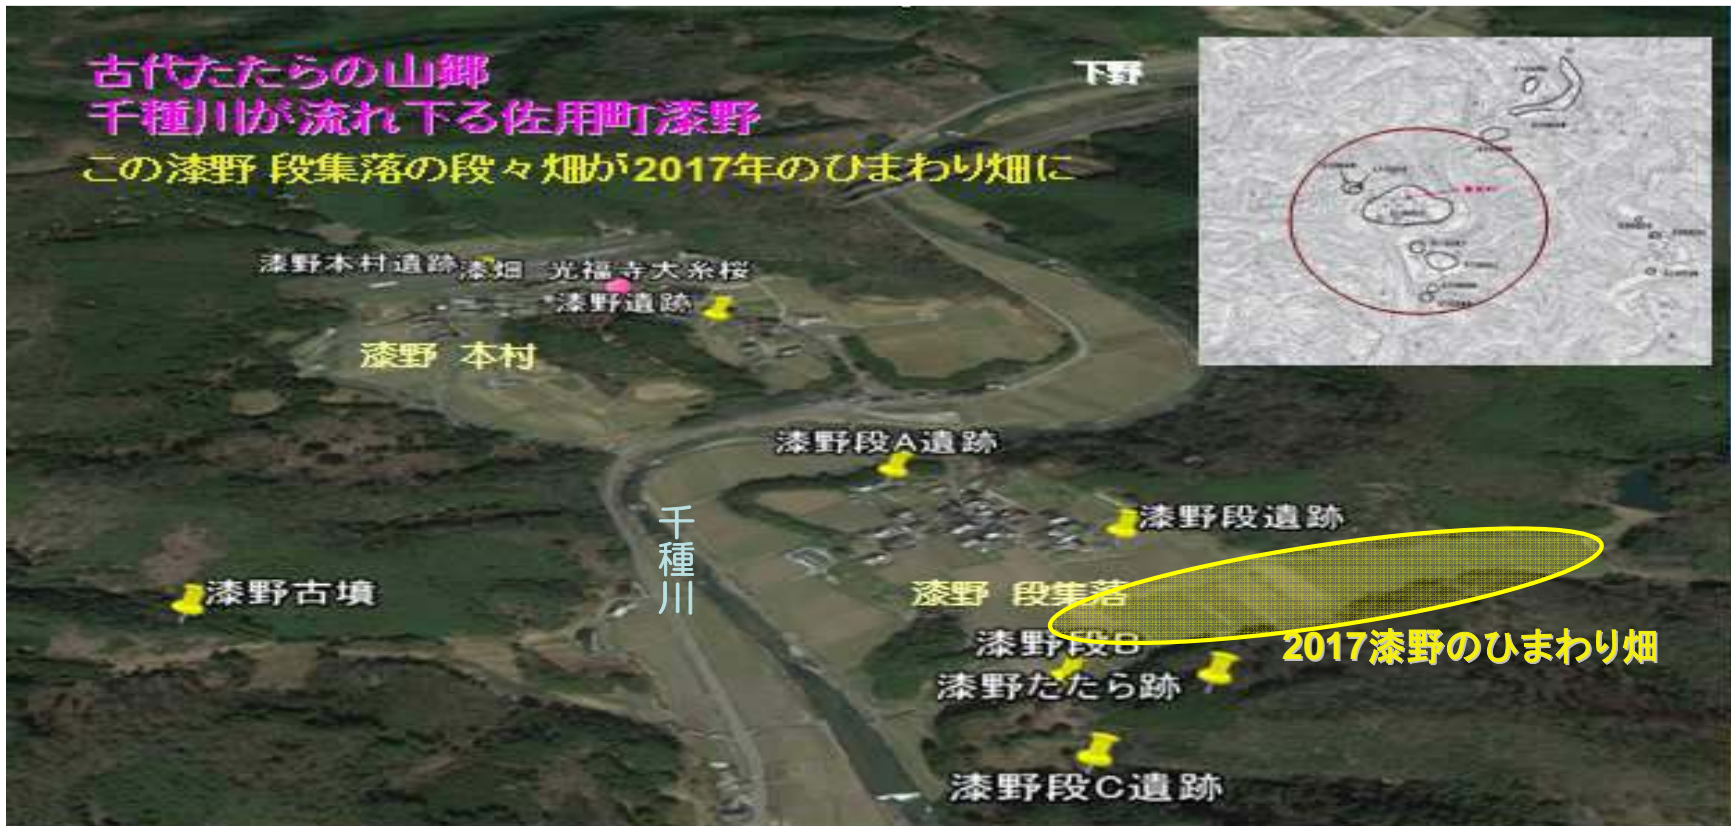 古代たたらの山郷
千種川が流れ下る佐用町漆野
この漆野 段集落の段々畑が2017年のひまわり畑に
下野
漆野本村遺跡
漆畑 光福寺大糸桜
漆野遺跡
漆野 本村
漆野段A遺跡
漆野段遺跡
千種川
漆野古墳
漆野 段集落
漆野段B
2017漆野のひまわり畑
漆野たたら跡
漆野段C遺跡